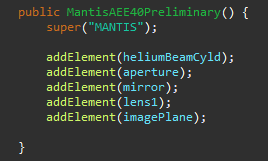 public MantisAEE40Preliminary() {
super("MANTIS");
addElement(heliumBeamCyld);
addElement(aperture);
addElement(mirror);
addElement(lens1);
addElement(imagePlane);
}